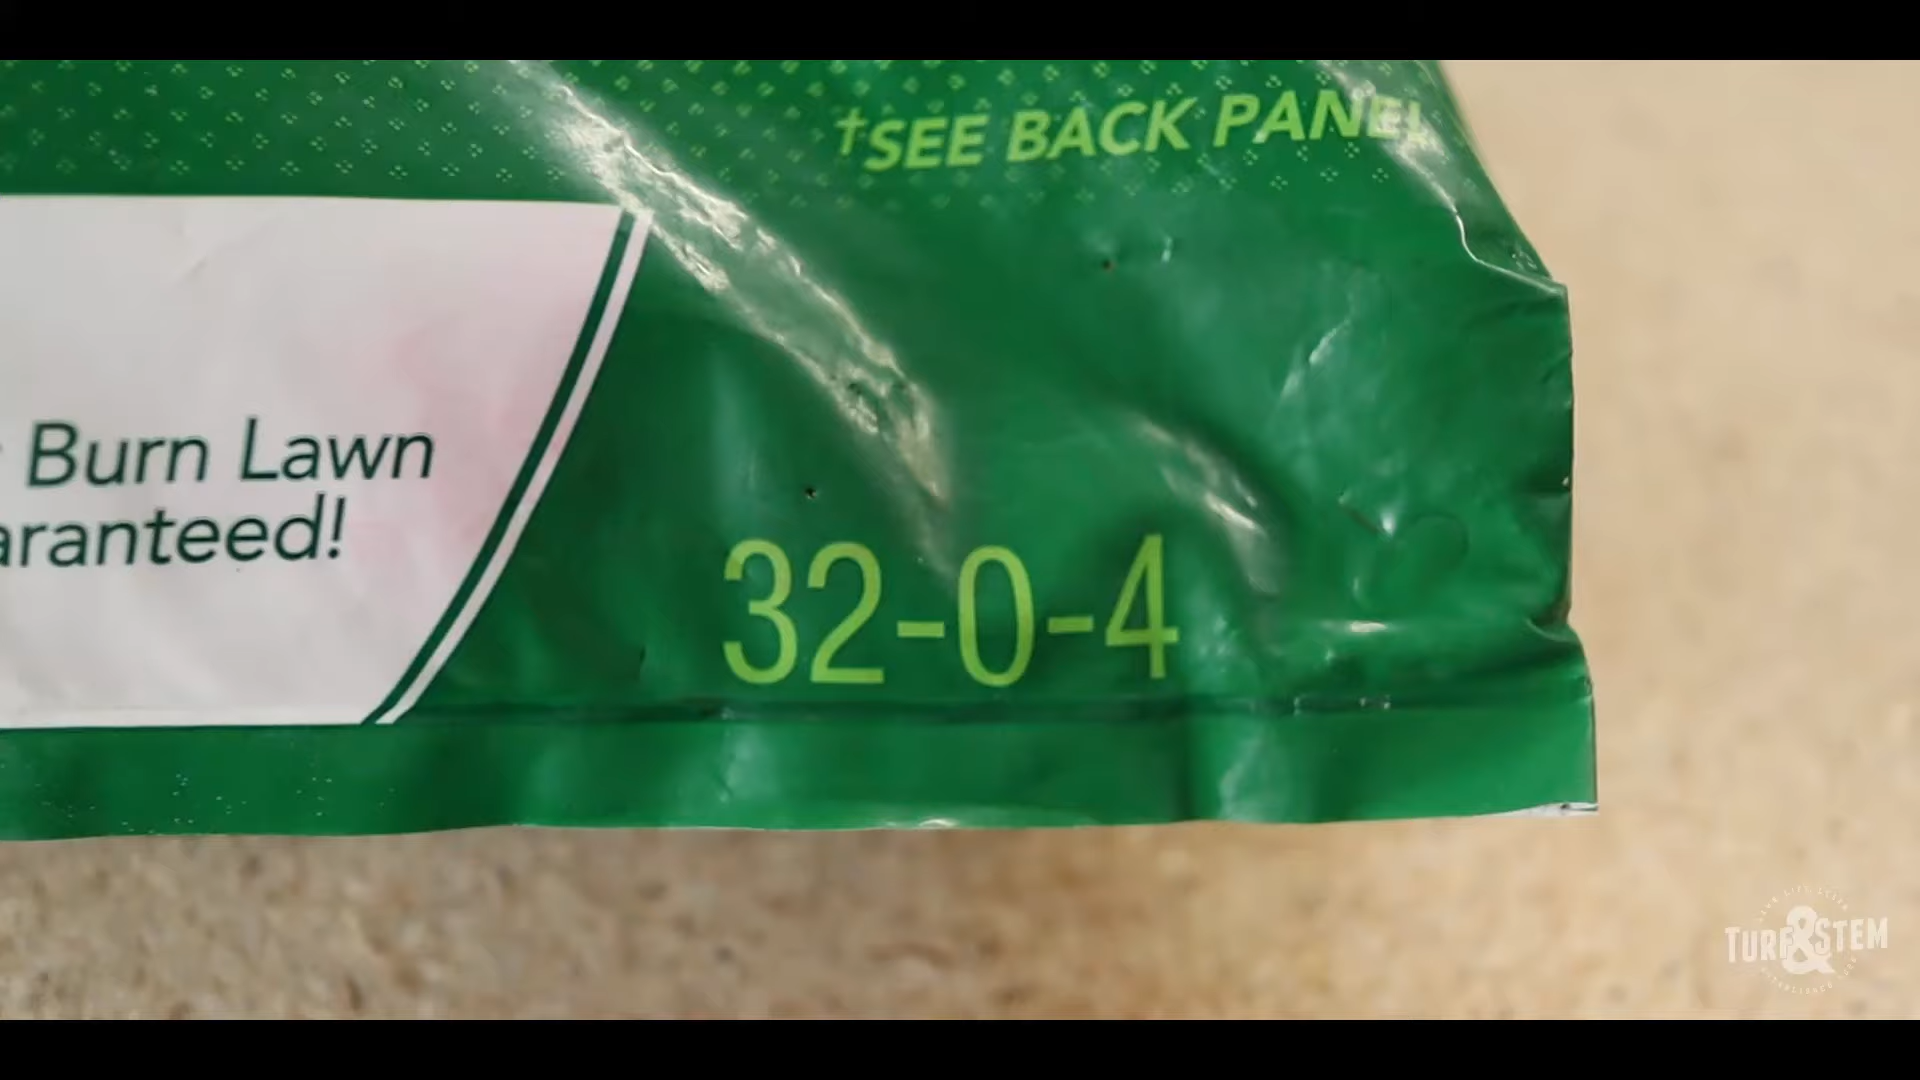 †SEE BACK PANEL
Burn Lawn
aranteed!
32-0-4
TURF&STEM